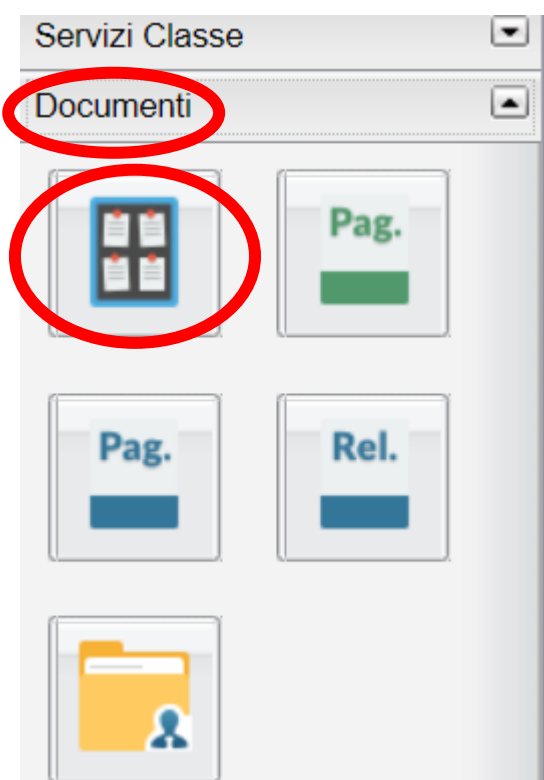 Servizi Classe
Documenti
Pag.
Pag.
Rel.